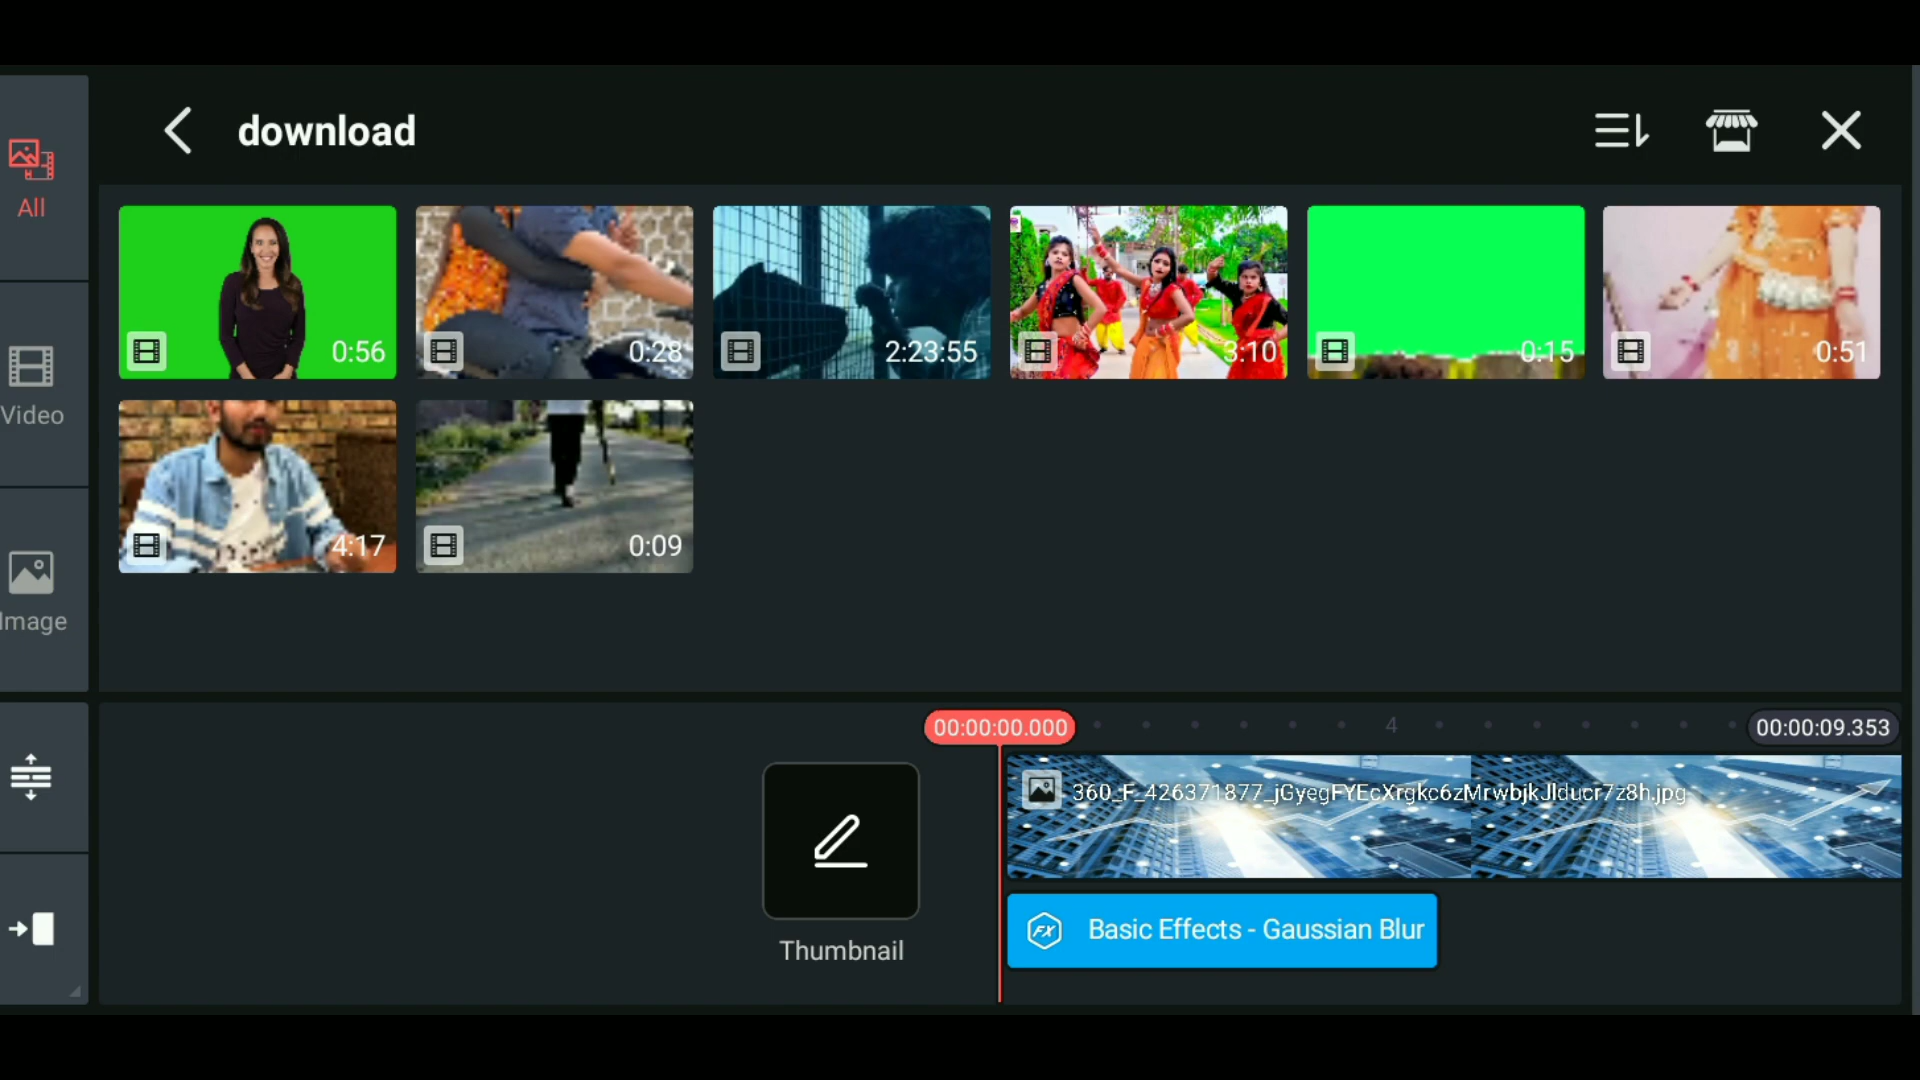 download
All
0:56
0:28
2:23:55
3:10
0:15
0:51
Video
4:17
0:09
Image
00:00:00.000
4
00:00:09.353
360_F_426371877_jGyegFYEcXrgkc6zMrwbjkJlducr7z8h.jpg
Basic Effects - Gaussian Blur
Thumbnail